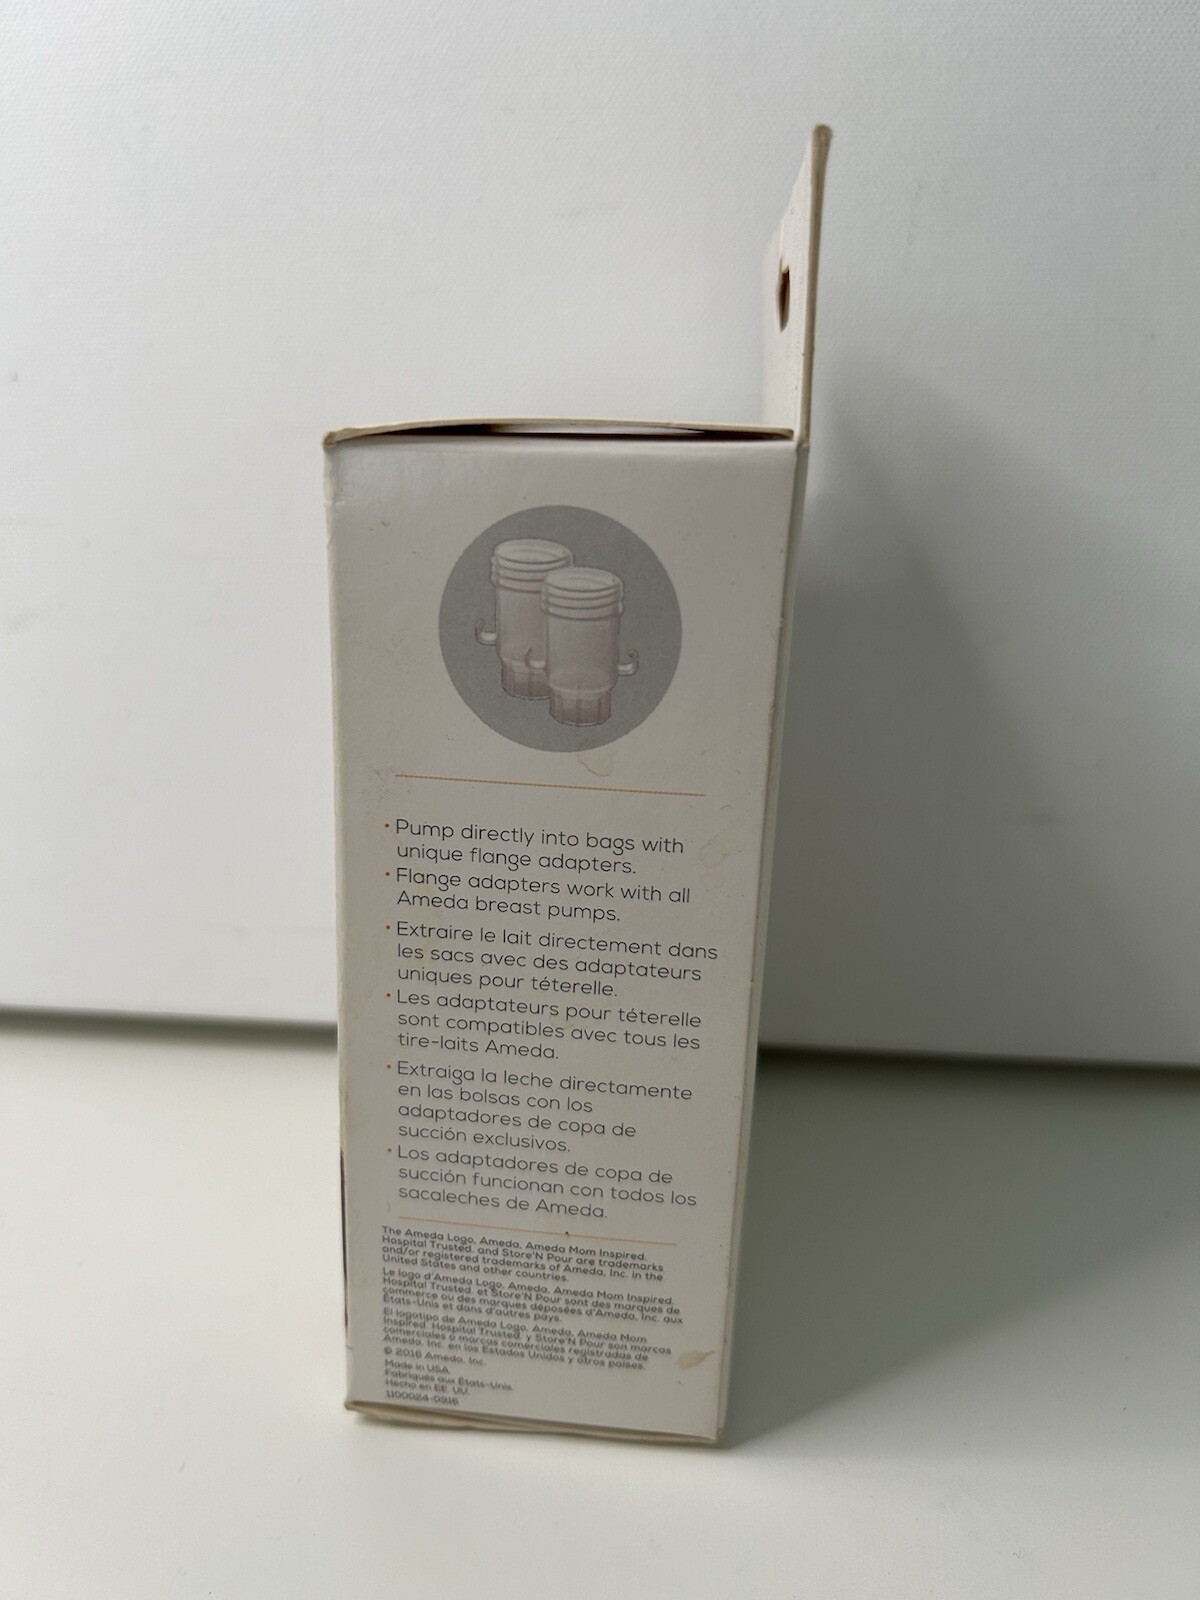 • Pump directly into bags with
unique flange adapters.
• Flange adapters work with all
Ameda breast pumps.
• Extraire le lait directement dans
les sacs avec des adaptateurs
uniques pour téterelle.
• Les adaptateurs pour téterelle
sont compatibles avec tous les
tire-laits Ameda.
• Extraiga la leche directamente
en las bolsas con los
adaptadores de copa de
succión exclusivos.
• Los adaptadores de copa de
succión funcionan con todos los
sacaleches de Ameda.
The Ameda Logo, Ameda, Ameda Mom Inspired.
Hospital Trusted. and Store'N Pour are trademarks
and/or registered trademarks of Ameda, Inc. in the
United States and other countries.
Le logo d'Ameda Logo, Ameda, Ameda Mom Inspired.
Hospital Trusted. et Store'N Pour sont des marques de
commerce ou des marques déposées d'Ameda, Inc. aux
États-Unis et dans d'autres pays.
El logotipo de Ameda Logo, Ameda, Ameda Mom
Inspired. Hospital Trusted. y Store'N Pour son marcas
comerciales o marcas comerciales registradas de
Ameda, Inc. en los Estados Unidos y otros países.
© 2016 Ameda, Inc.
Made in USA.
Fabriqués aux États-Unis.
Hecho en EE. UU.
1100024-0916